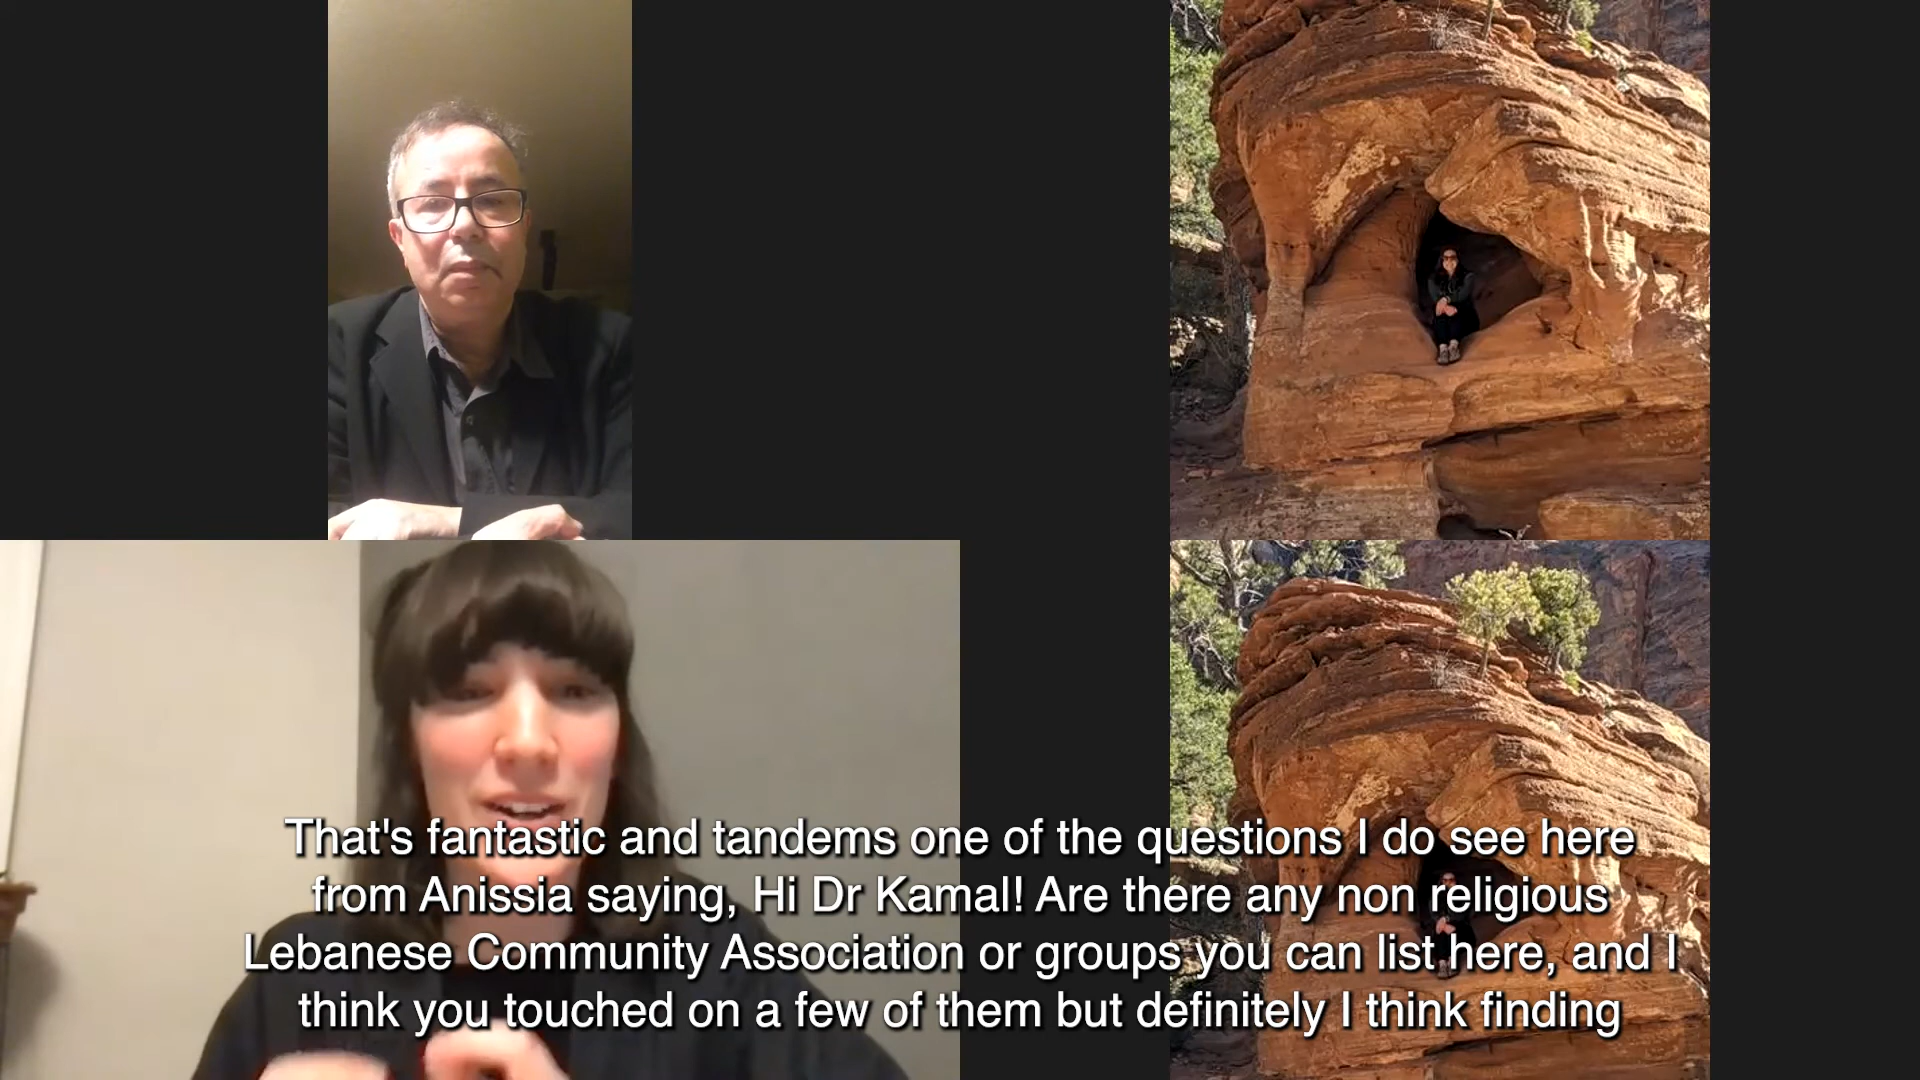 That's fantastic and tandems one of the questions I do see here
from Anissia saying, Hi Dr Kamal! Are there any non religious
Lebanese Community Association or groups you can list here, and I
think you touched on a few of them but definitely I think finding